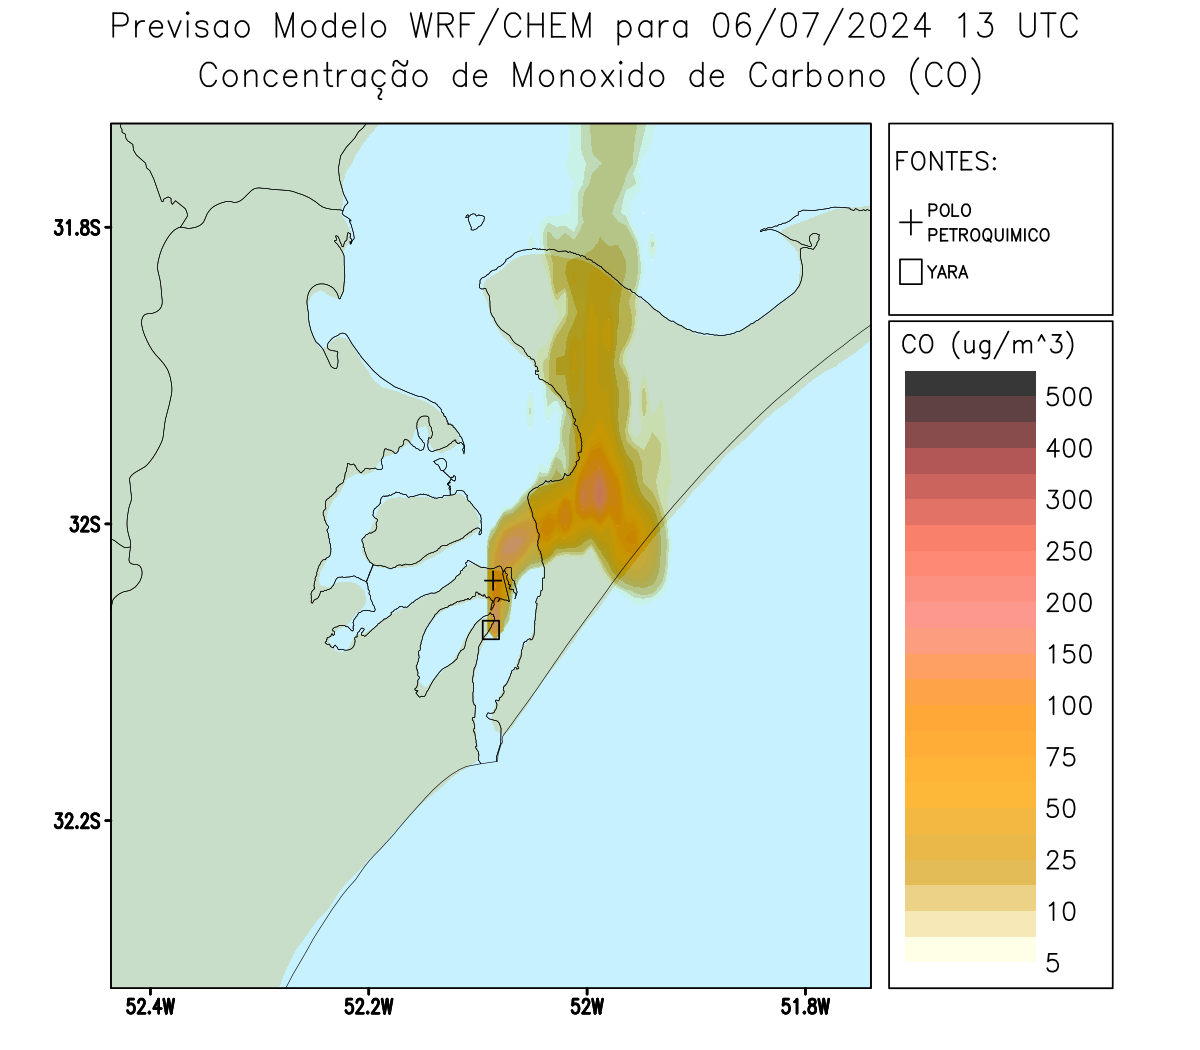 Previsao Modelo WRF/CHEM para 06/07/2024 13 UTC
Concentração de Monoxido de Carbono (CO)
FONTES:
POLO
PETROQUIMICO
YARA
31.8S
32S
32.2S
52.4W
52.2W
52W
51.8W
CO (ug/m^3)
500
400
300
250
200
150
100
75
50
25
10
5